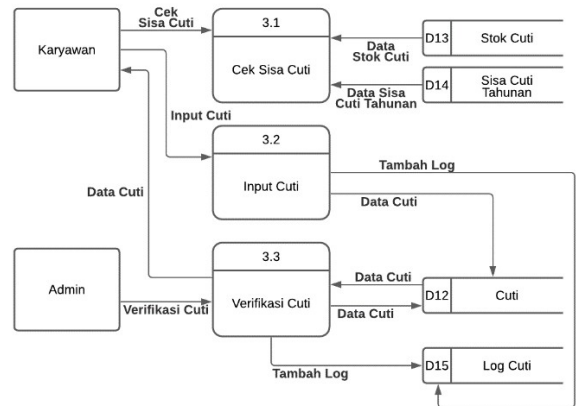 Karyawan
Cek
Sisa Cuti
3.1
Cek Sisa Cuti
Data
Stok Cuti
D13
Stok Cuti
Data Sisa
Cuti Tahunan
D14
Sisa Cuti
Tahunan
Input Cuti
3.2
Input Cuti
Tambah Log
Data Cuti
Data Cuti
Admin
Verifikasi Cuti
3.3
Verifikasi Cuti
Data Cuti
Data Cuti
D12
Cuti
Tambah Log
D15
Log Cuti